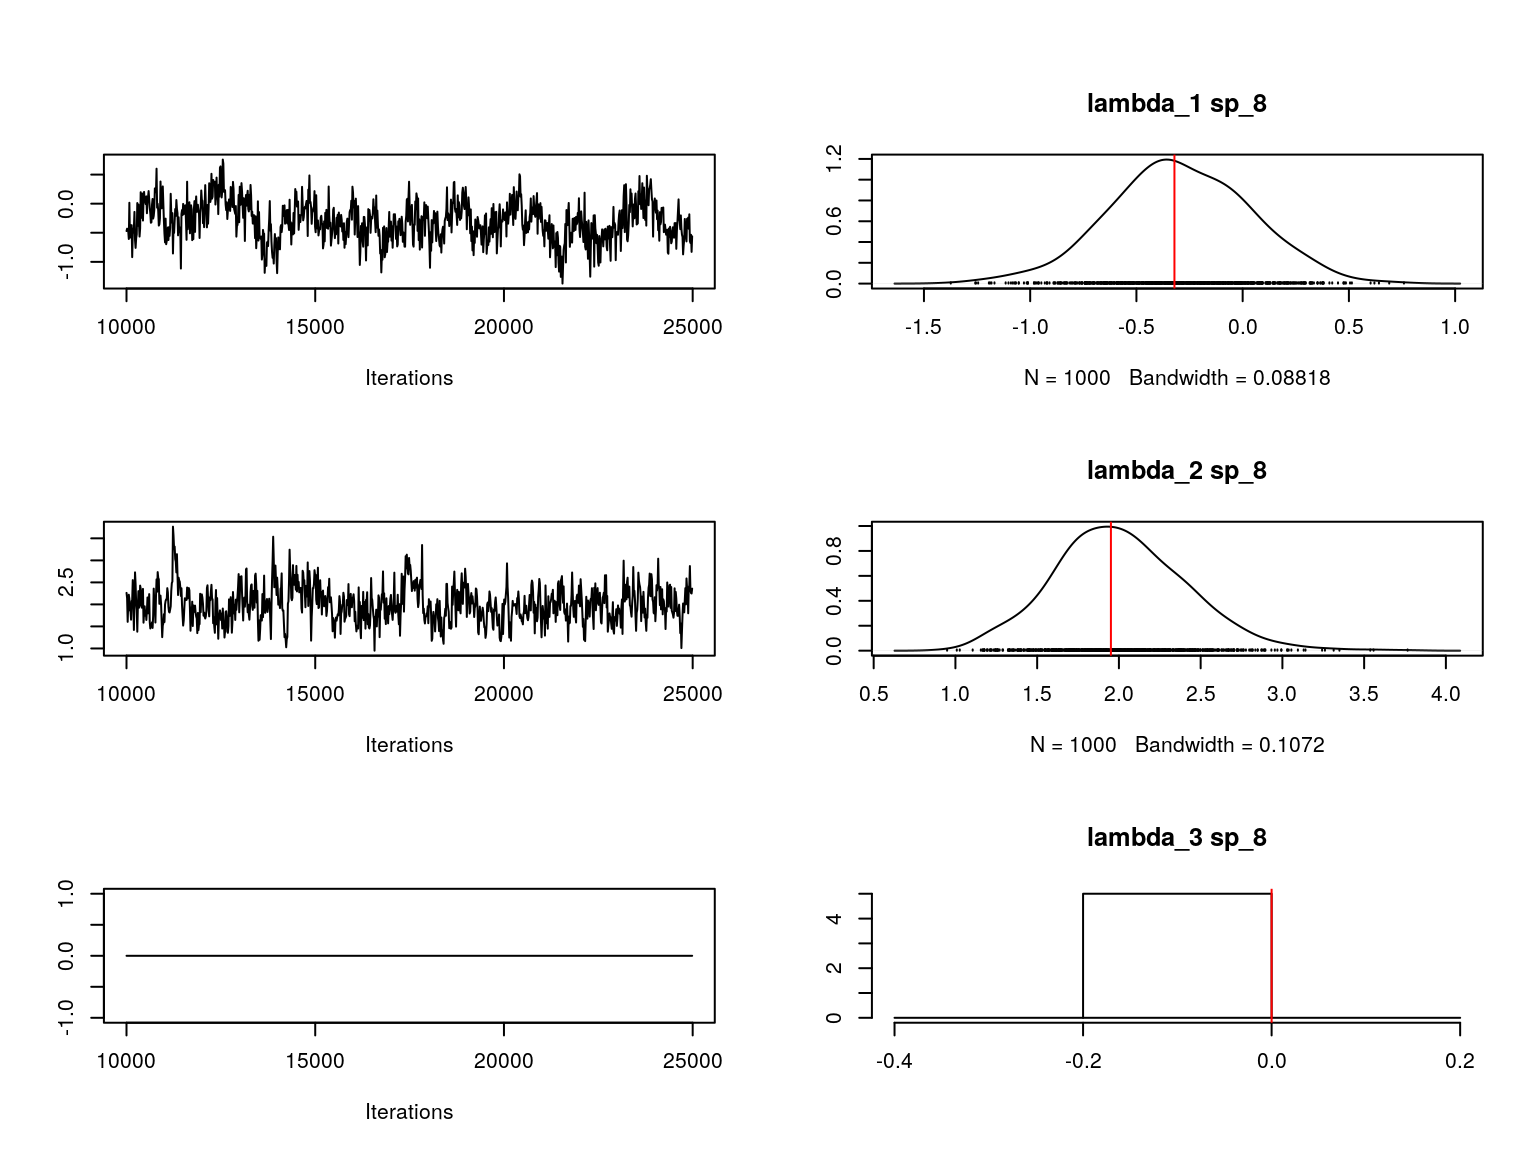 lambda_1 sp_8
0.0
-1.0
10000 15000 20000 25000
Iterations
1.2
0.6
0.0
-1.5 -1.0 -0.5 0.0 0.5 1.0
N = 1000 Bandwidth = 0.08818
lambda_2 sp_8
2.5
1.0
10000 15000 20000 25000
Iterations
0.8
0.4
0.0
0.5 1.0 1.5 2.0 2.5 3.0 3.5 4.0
N = 1000 Bandwidth = 0.1072
lambda_3 sp_8
1.0
0.0
-1.0
10000 15000 20000 25000
Iterations
4
2
0
-0.4 -0.2 0.0 0.2